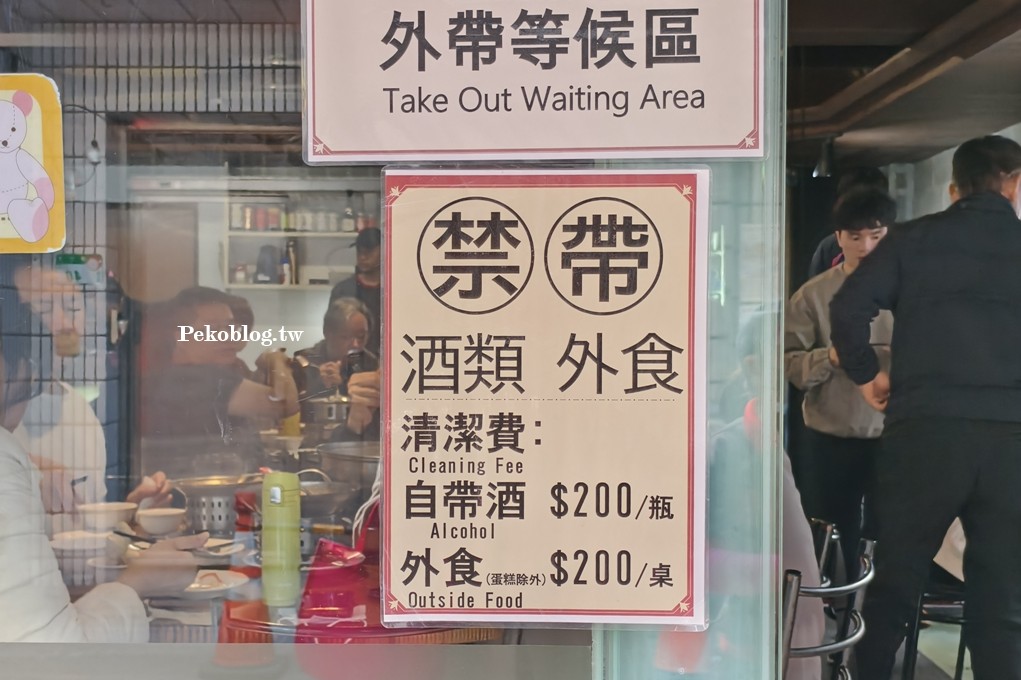 外帶等候區
Take Out Waiting Area
禁帶
酒類 外食
清潔費:
Cleaning Fee
自帶酒 $200/瓶
Alcohol
外食(蛋糕除外)$200/桌
Outside Food
Pekoblog.tw